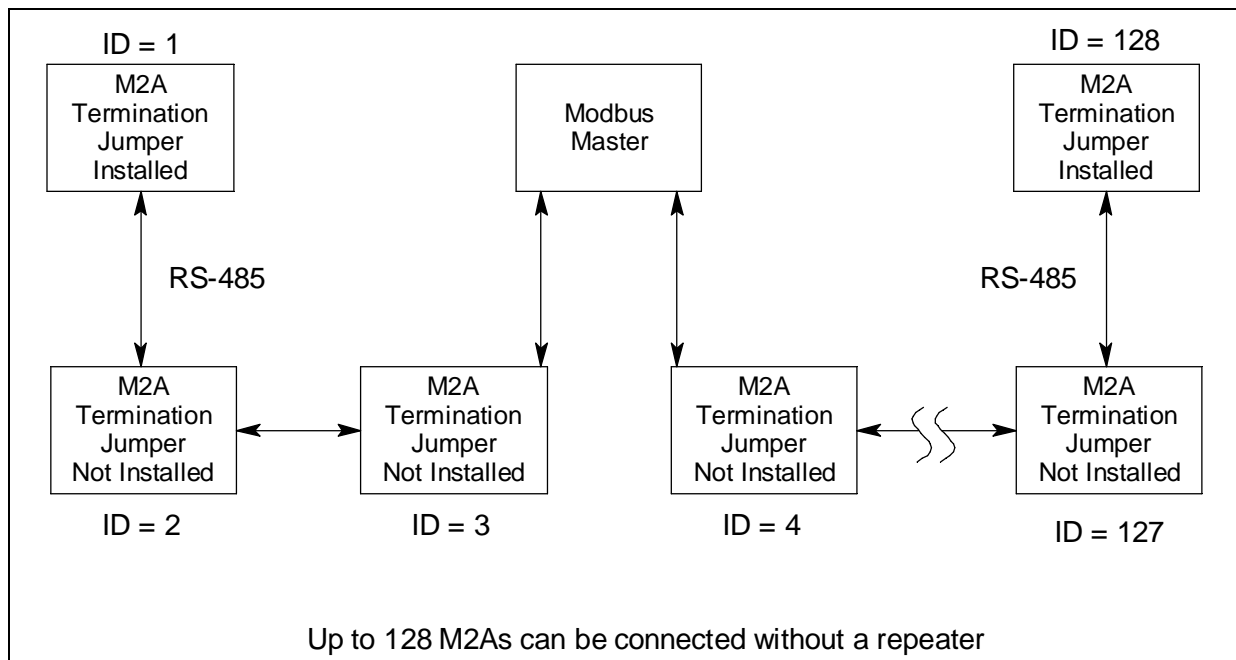 ID = 1
M2A
Termination
Jumper
Installed
Modbus
Master
ID = 128
M2A
Termination
Jumper
Installed
RS-485
RS-485
M2A
Termination
Jumper
Not Installed
ID = 2
M2A
Termination
Jumper
Not Installed
ID = 3
M2A
Termination
Jumper
Not Installed
ID = 4
M2A
Termination
Jumper
Not Installed
ID = 127
Up to 128 M2As can be connected without a repeater